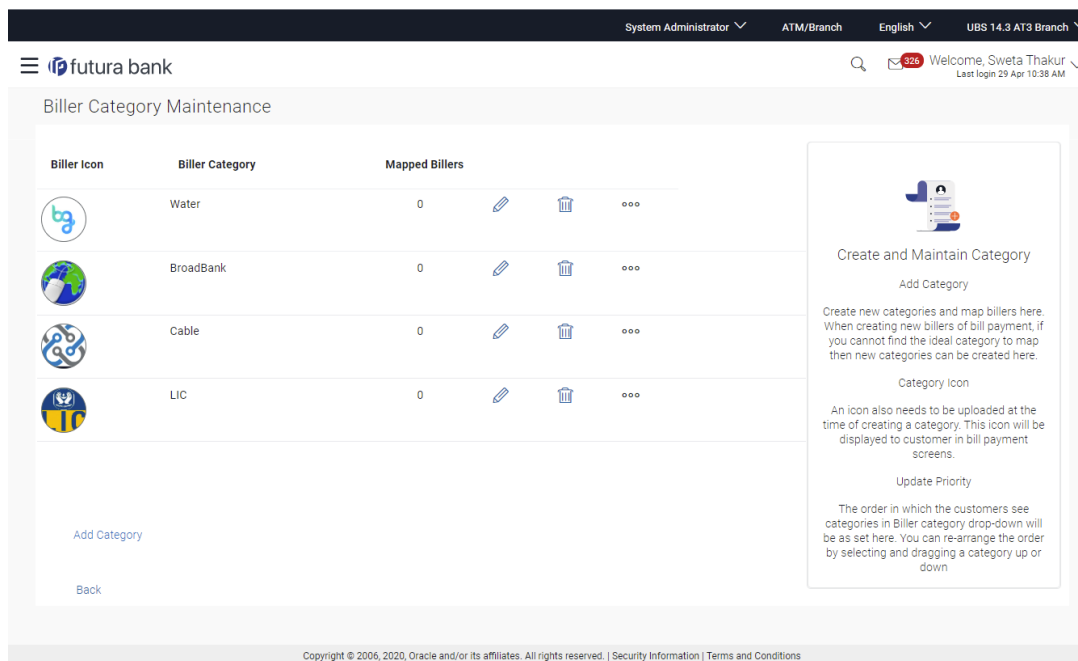 System Administrator ATM/Branch English UBS 14.3 AT3 Branch
futura bank
326 Welcome, Sweta Thakur
Last login 29 Apr 10:38 AM
Biller Category Maintenance
Biller Icon Biller Category Mapped Billers
bg Water 0
BroadBank 0
Cable 0
LIC LIC 0
Add Category
Back
Create and Maintain Category
Add Category
Create new categories and map billers here.
When creating new billers of bill payment, if
you cannot find the ideal category to map
then new categories can be created here.
Category Icon
An icon also needs to be uploaded at the
time of creating a category. This icon will be
displayed to customer in bill payment
screens.
Update Priority
The order in which the customers see
categories in Biller category drop-down will
be as set here. You can re-arrange the order
by selecting and dragging a category up or
down
Copyright © 2006, 2020, Oracle and/or its affiliates. All rights reserved. | Security Information | Terms and Conditions